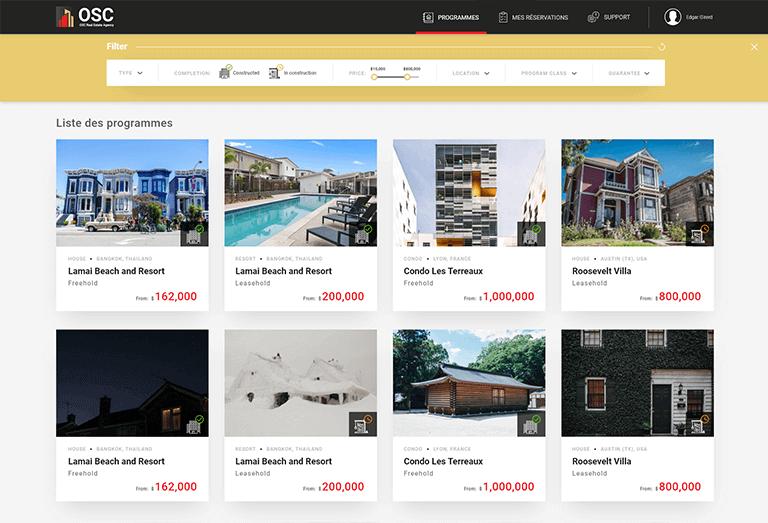 OSC
OSC Real Estate Agency
PROGRAMMES
MES RÉSERVATIONS
SUPPORT
Edgar Gired
Filter
TYPE
COMPLETION:
Constructed
In construction
PRICE:
$15,000
$600,000
LOCATION
PROGRAM CLASS
GUARANTEE
Liste des programmes
HOUSE • BANGKOK, THAILAND
Lamai Beach and Resort
Freehold
From: $ 162,000
RESORT • BANGKOK, THAILAND
Lamai Beach and Resort
Leasehold
From: $ 200,000
CONDO • LYON, FRANCE
Condo Les Terreaux
Freehold
From: $ 1,000,000
HOUSE • AUSTIN (TX), USA
Roosevelt Villa
Leasehold
From: $ 800,000
HOUSE • BANGKOK, THAILAND
Lamai Beach and Resort
Freehold
From: $ 162,000
RESORT • BANGKOK, THAILAND
Lamai Beach and Resort
Leasehold
From: $ 200,000
CONDO • LYON, FRANCE
Condo Les Terreaux
Freehold
From: $ 1,000,000
HOUSE • AUSTIN (TX), USA
Roosevelt Villa
Leasehold
From: $ 800,000